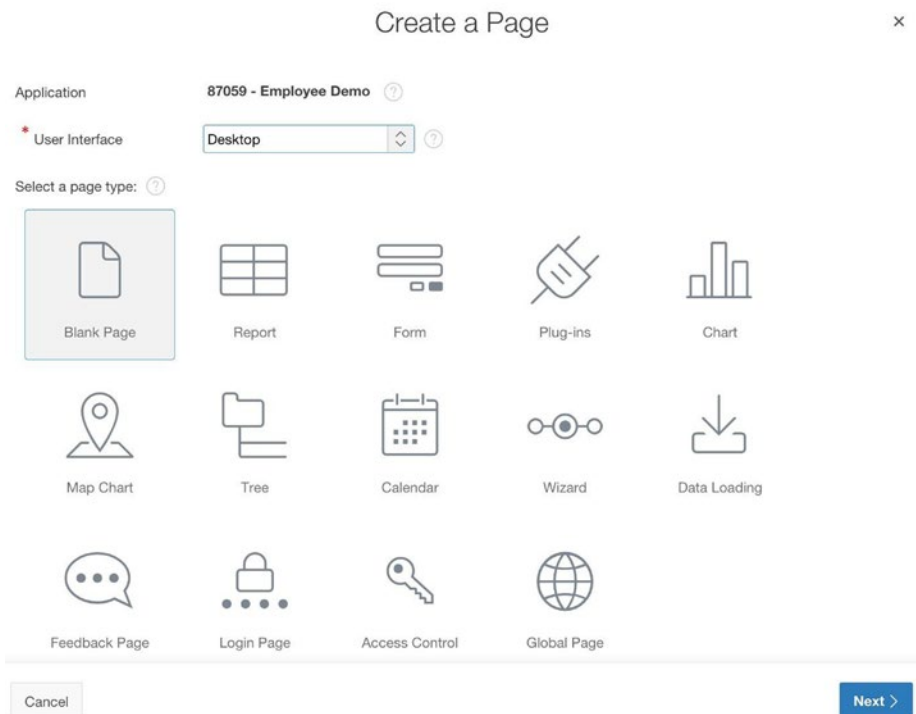 Create a Page
×
Application 87059 - Employee Demo ?
* User Interface Desktop ?
Select a page type: ?
Blank Page Report Form Plug-ins Chart
Map Chart Tree Calendar Wizard Data Loading
Feedback Page Login Page Access Control Global Page
Cancel Next >